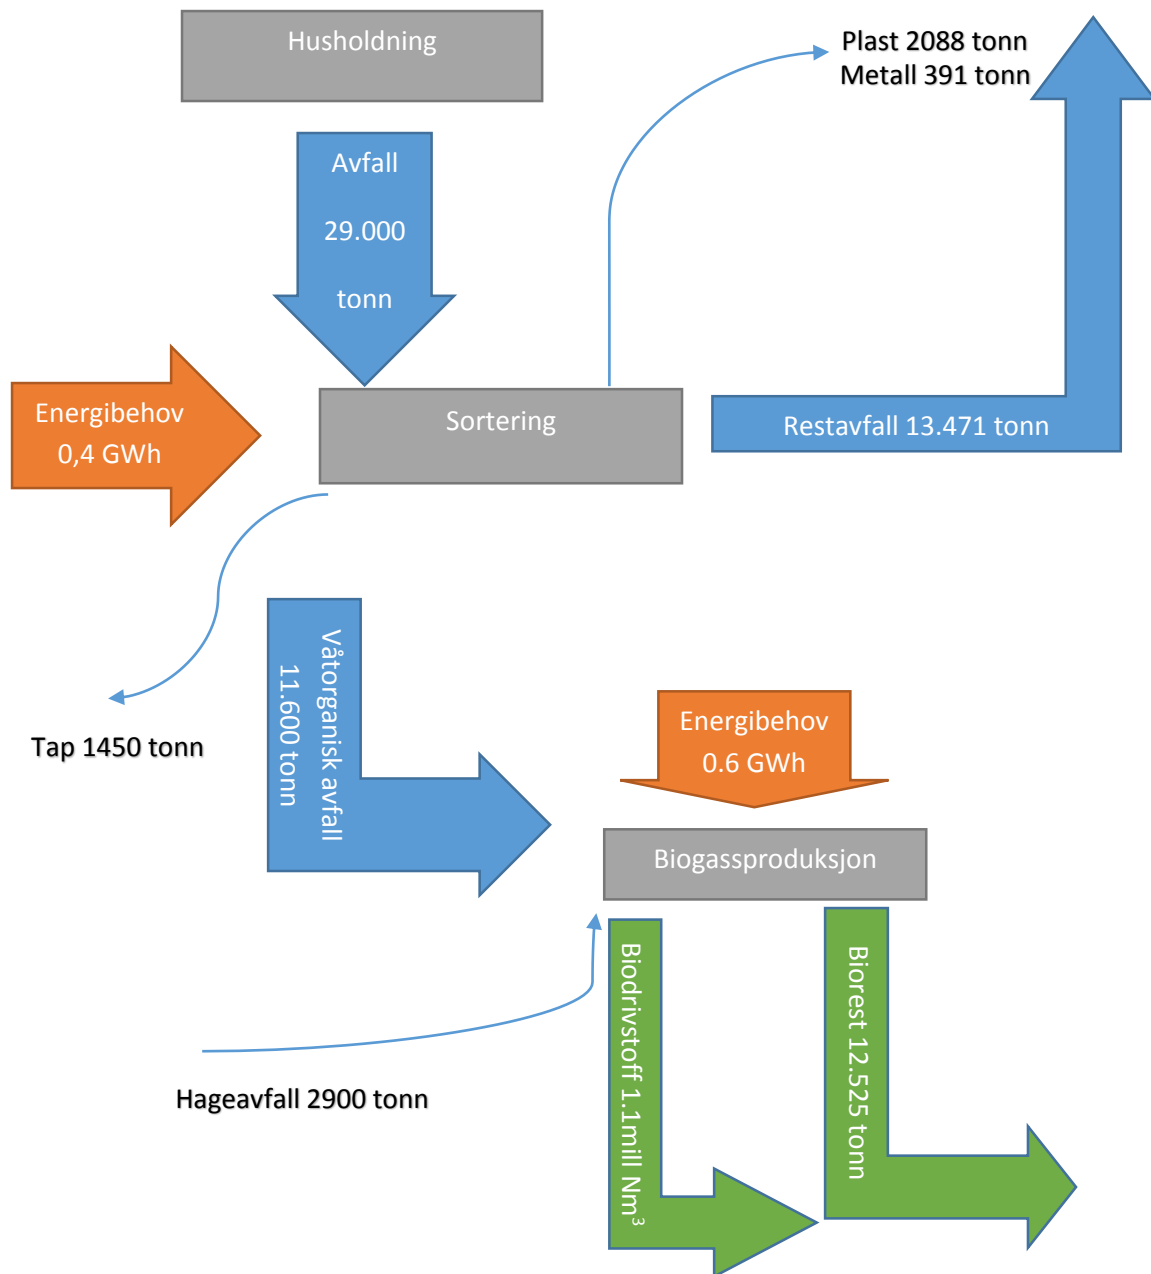 Husholdning
Plast 2088 tonn
Metall 391 tonn
Avfall
29.000
tonn
Energibehov
0,4 GWh
Sortering
Restavfall 13.471 tonn
Tap 1450 tonn
Våtorganisk avfall
11.600 tonn
Energibehov
0.6 GWh
Biogassproduksjon
Hageavfall 2900 tonn
Biodrivstoff 1.1mill Nm³
Biorest 12.525 tonn